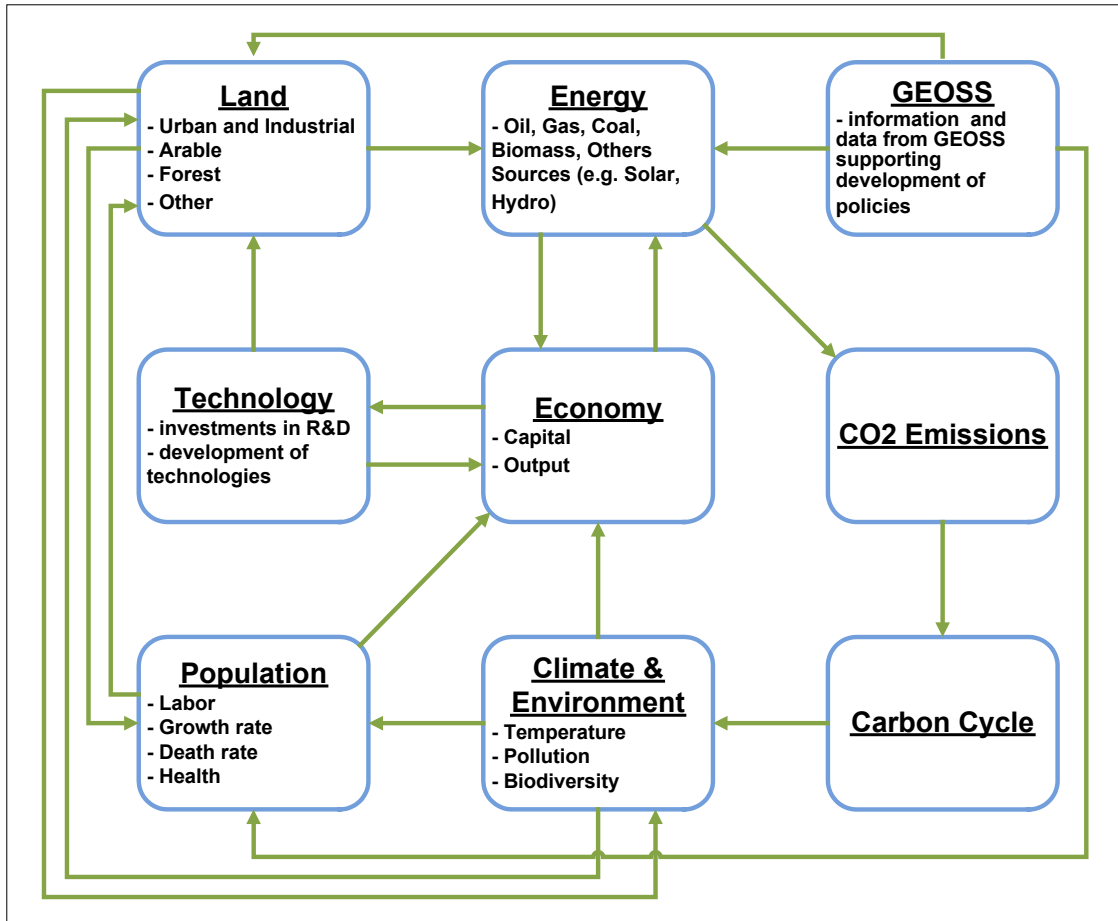 Land
- Urban and Industrial
- Arable
- Forest
- Other
Energy
- Oil, Gas, Coal,
Biomass, Others
Sources (e.g. Solar,
Hydro)
GEOSS
- information and
data from GEOSS
supporting
development of
policies
Technology
- investments in R&D
- development of
technologies
Economy
- Capital
- Output
CO2 Emissions
Population
- Labor
- Growth rate
- Death rate
- Health
Climate &
Environment
- Temperature
- Pollution
- Biodiversity
Carbon Cycle